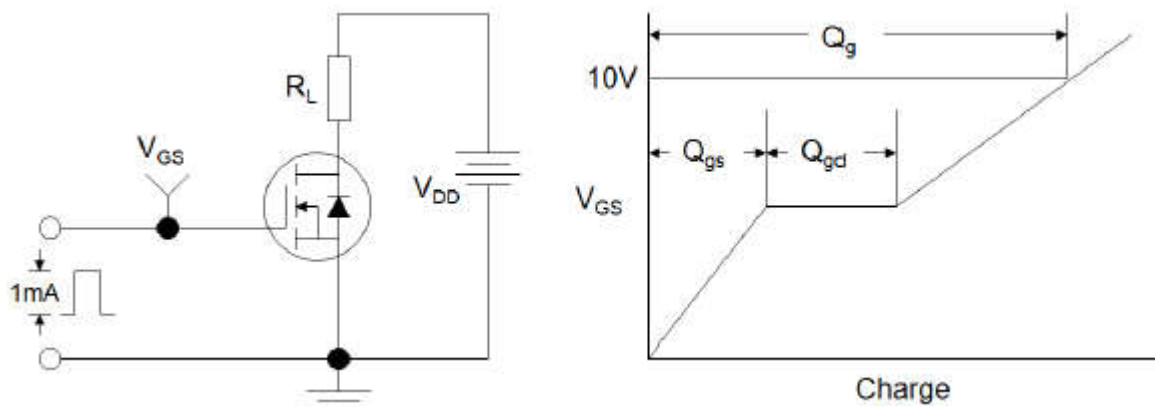 R_L
V_GS
V_DD
1mA
Q_g
10V
Q_gs
Q_gd
V_GS
Charge